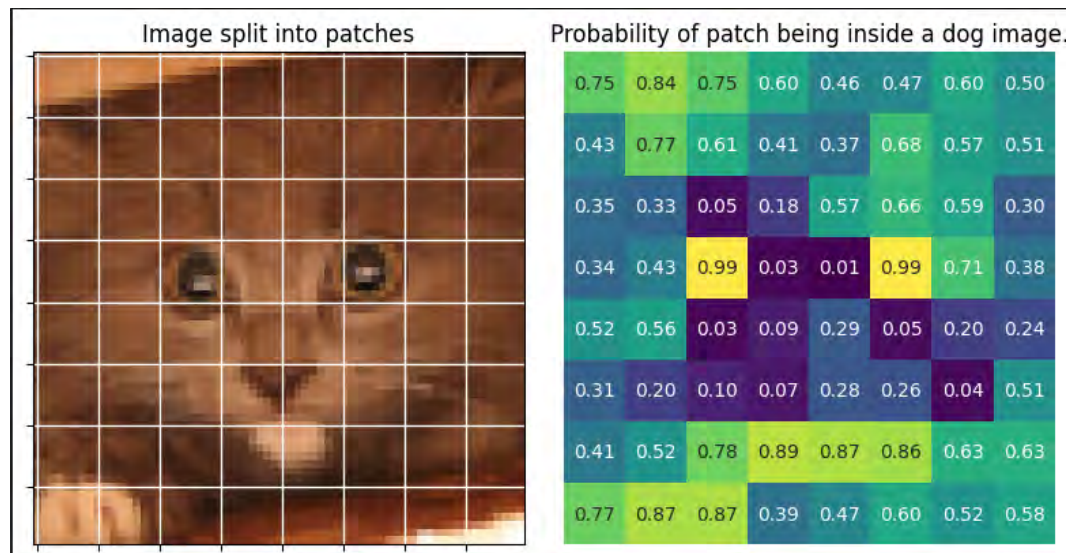 Image split into patches
Probability of patch being inside a dog image.
0.75 0.84 0.75 0.60 0.46 0.47 0.60 0.50
0.43 0.77 0.61 0.41 0.37 0.68 0.57 0.51
0.35 0.33 0.05 0.18 0.57 0.66 0.59 0.30
0.34 0.43 0.99 0.03 0.01 0.99 0.71 0.38
0.52 0.56 0.03 0.09 0.29 0.05 0.20 0.24
0.31 0.20 0.10 0.07 0.28 0.26 0.04 0.51
0.41 0.52 0.78 0.89 0.87 0.86 0.63 0.63
0.77 0.87 0.87 0.39 0.47 0.60 0.52 0.58